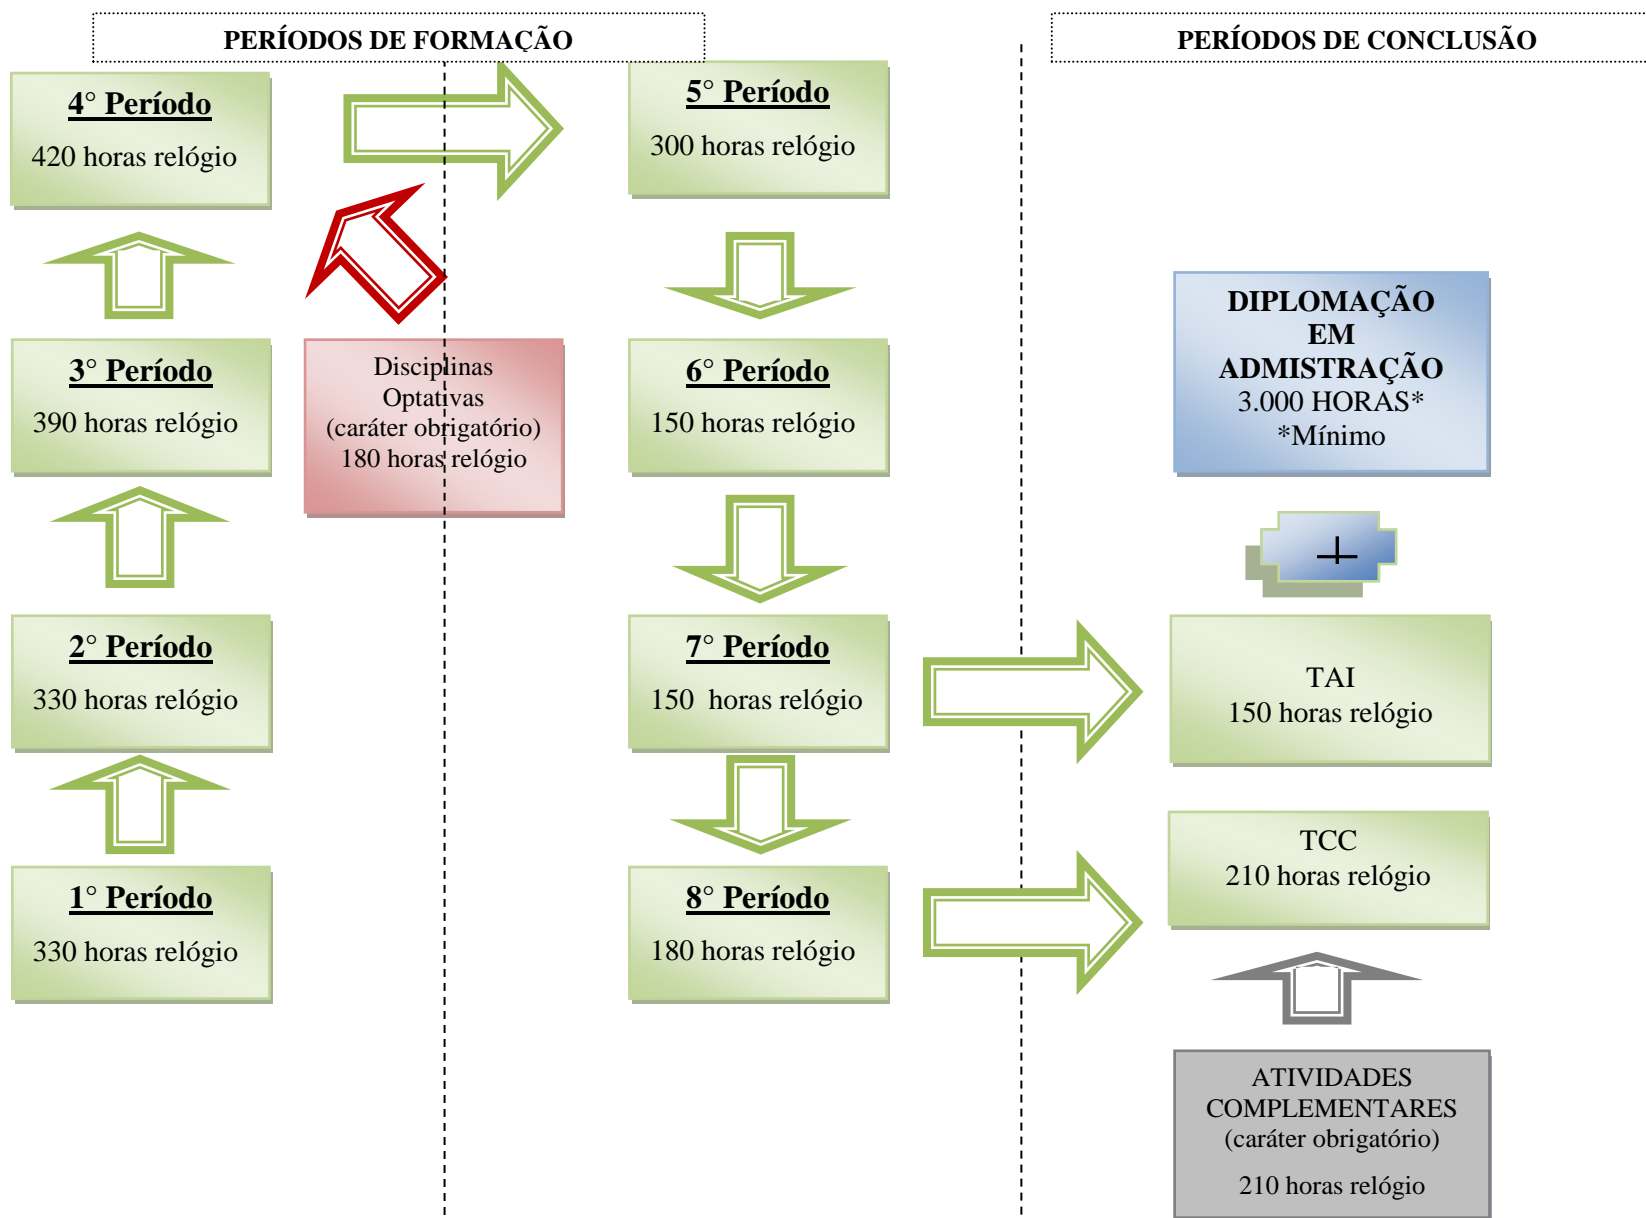 PERÍODOS DE FORMAÇÃO
PERÍODOS DE CONCLUSÃO
4° Período
420 horas relógio
5° Período
300 horas relógio
3° Período
390 horas relógio
Disciplinas
Optativas
(caráter obrigatório)
180 horas relógio
6° Período
150 horas relógio
DIPLOMAÇÃO
EM
ADMISTRAÇÃO
3.000 HORAS*
*Mínimo
+
2° Período
330 horas relógio
7° Período
150 horas relógio
TAI
150 horas relógio
TCC
210 horas relógio
1° Período
330 horas relógio
8° Período
180 horas relógio
ATIVIDADES
COMPLEMENTARES
(caráter obrigatório)
210 horas relógio